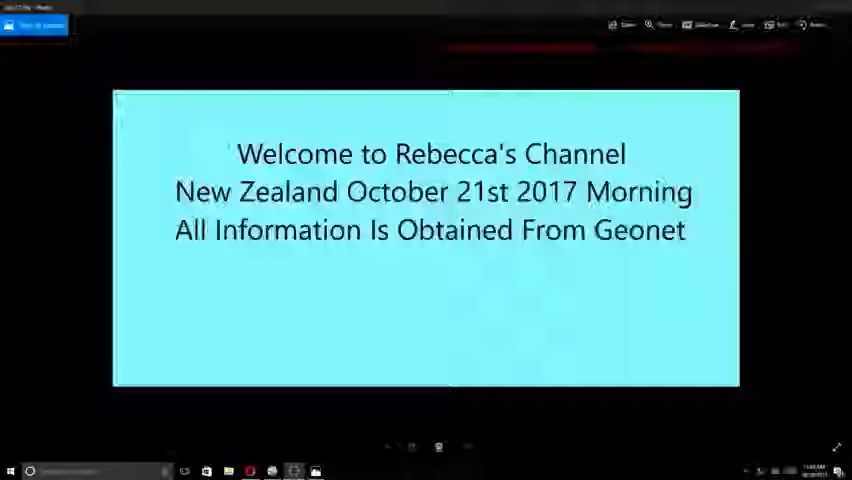 Welcome to Rebecca's Channel
New Zealand October 21st 2017 Morning
All Information Is Obtained From Geonet